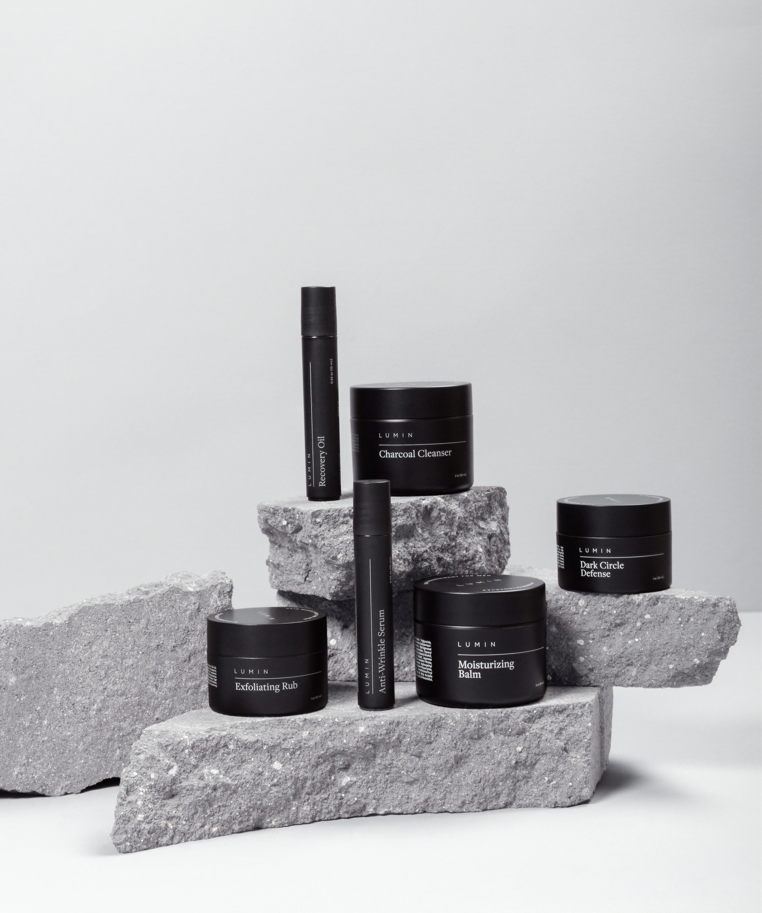 LUMIN
Recovery Oil
LUMIN
Charcoal Cleanser
LUMIN
Dark Circle
Defense
LUMIN
Exfoliating Rub
LUMIN
Anti-Wrinkle Serum
LUMIN
Moisturizing
Balm